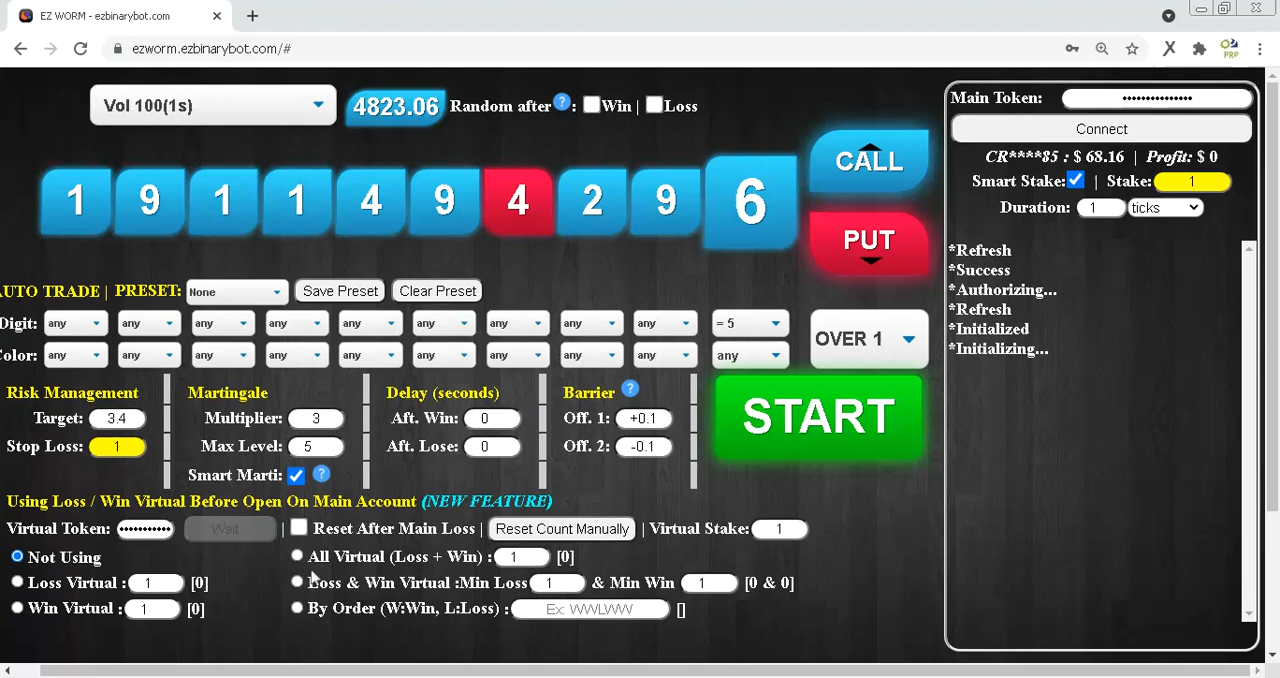 EZ WORM - ezbinarybot.com
ezworm.ezbinarybot.com/#
PRP
Vol 100(1s) 4823.06 Random after ? : Win | Loss
1 9 1 1 4 9 4 2 9 6
CALL
PUT
AUTO TRADE | PRESET: None Save Preset Clear Preset
Digit: any any any any any any any any any = 5
Color: any any any any any any any any any any
OVER 1
START
Risk Management Martingale Delay (seconds) Barrier ?
Target: 3.4 Multiplier: 3 Aft. Win: 0 Off. 1: +0.1
Stop Loss: 1 Max Level: 5 Aft. Lose: 0 Off. 2: -0.1
Smart Marti: ?
Using Loss / Win Virtual Before Open On Main Account (NEW FEATURE)
Virtual Token: Wait | Reset After Main Loss | Reset Count Manually | Virtual Stake: 1
Not Using All Virtual (Loss + Win) : 1 [0]
Loss Virtual : 1 [0] Loss & Win Virtual :Min Loss 1 & Min Win 1 [0 & 0]
Win Virtual : 1 [0] By Order (W:Win, L:Loss) : Ex: WWLWW []
Main Token:
Connect
CR****85 : $ 68.16 | Profit: $ 0
Smart Stake: | Stake: 1
Duration: 1 ticks
*Refresh
*Success
*Authorizing...
*Refresh
*Initialized
*Initializing...